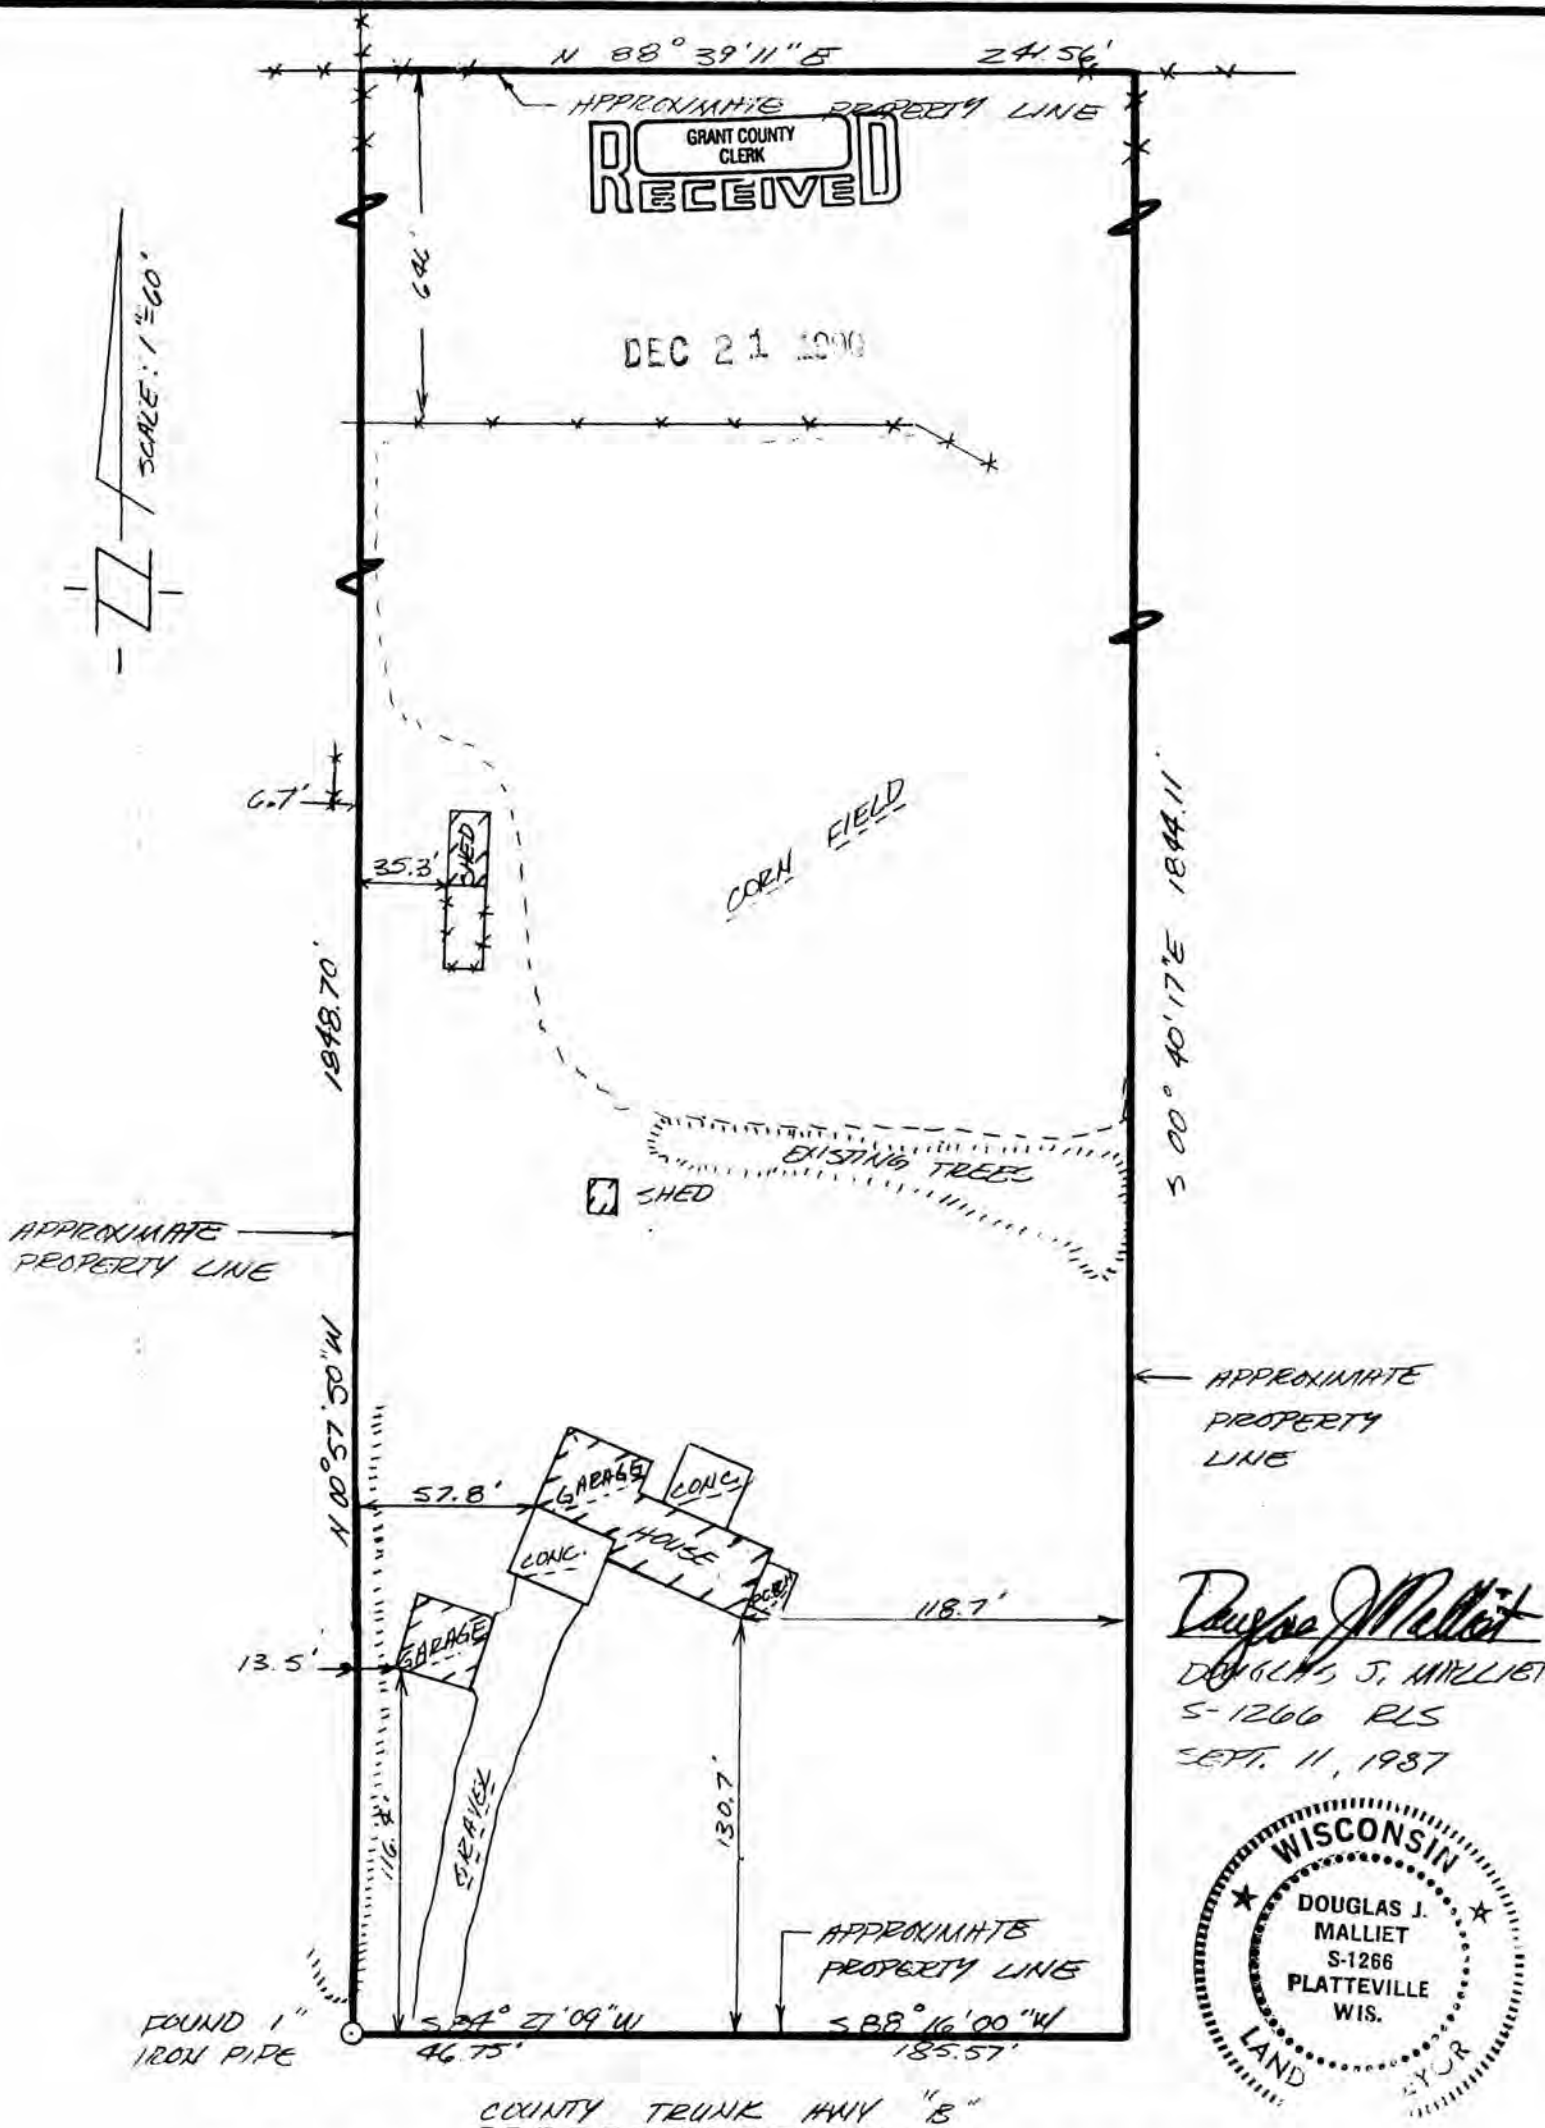 N 88° 39' 11" E 241.56'
APPROXIMATE PROPERTY LINE
GRANT COUNTY
CLERK
RECEIVED
DEC 21
SCALE: 1"=60'
6.7'
SHED
35.3'
CORN FIELD
1848.70'
S 00° 40' 17" E 1844.11'
EXISTING TREES
SHED
APPROXIMATE
PROPERTY LINE
N 00° 57' 50" W
APPROXIMATE
PROPERTY
LINE
GARAGE
CONC.
57.8'
HOUSE
CONC.
PORCH
118.7'
GARAGE
13.5'
Douglas J Malliet
DOUGLAS J. MALLIET
S-1266 RLS
SEPT. 11, 1987
130.7'
GRAVEL
WISCONSIN
DOUGLAS J.
MALLIET
S-1266
PLATTEVILLE
WIS.
LAND
APPROXIMATE
PROPERTY LINE
FOUND 1"
IRON PIPE
S 84° 27' 09" W
46.75'
S 88° 16' 00" W
185.57'
COUNTY TRUNK HWY "B"